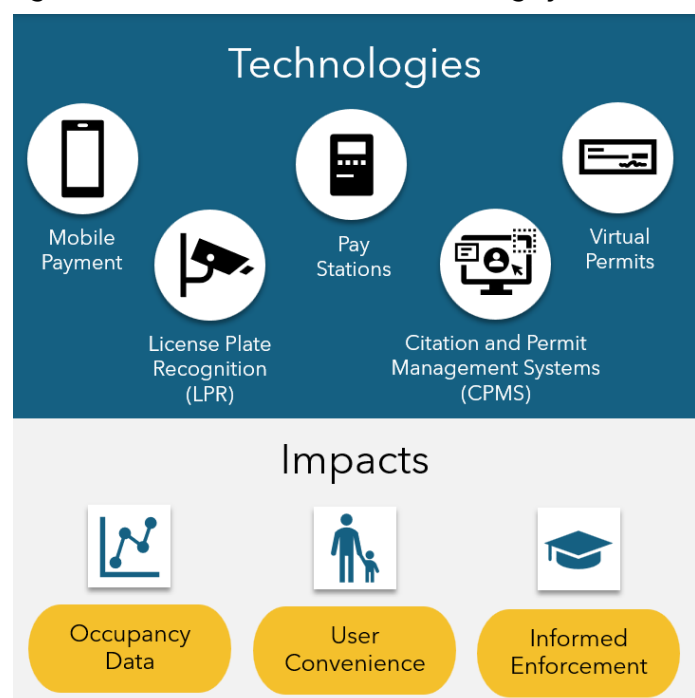 Technologies
Mobile
Payment
Pay
Stations
Virtual
Permits
License Plate
Recognition
(LPR)
Citation and Permit
Management Systems
(CPMS)
Impacts
Occupancy
Data
User
Convenience
Informed
Enforcement